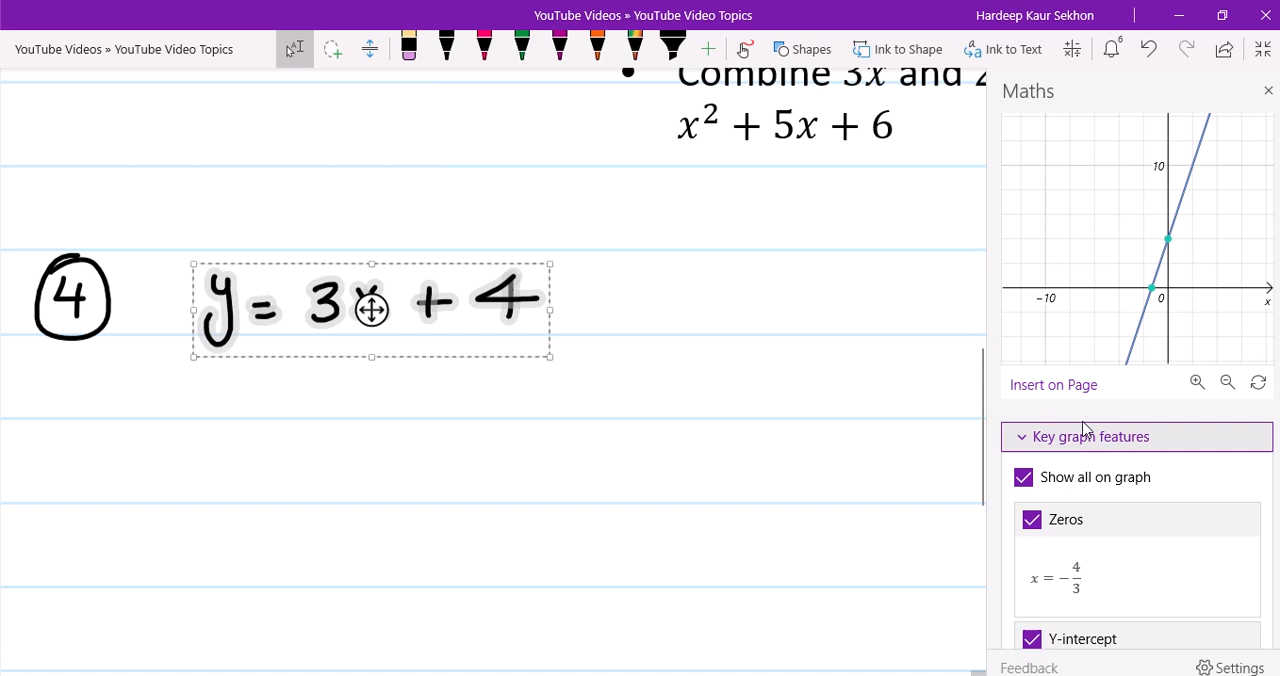 YouTube Videos » YouTube Video Topics
Hardeep Kaur Sekhon
YouTube Videos » YouTube Video Topics
Shapes
Ink to Shape
Ink to Text
6
• Combine 3x and 2
x² + 5x + 6
4
y = 3x + 4
Maths
10
-10
0
x
Insert on Page
Key graph features
Show all on graph
Zeros
x = -4/3
Y-intercept
Feedback
Settings